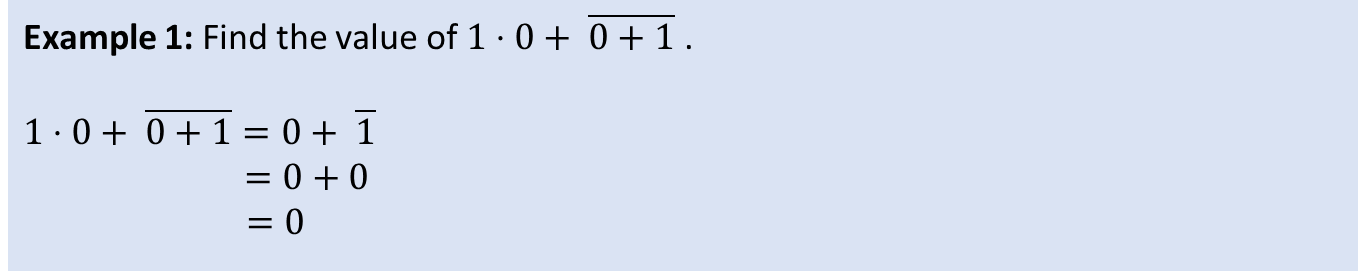 Example 1: Find the value of 1 · 0 + \overline{0 + 1} .
1 · 0 + \overline{0 + 1} = 0 + \overline{1}
= 0 + 0
= 0